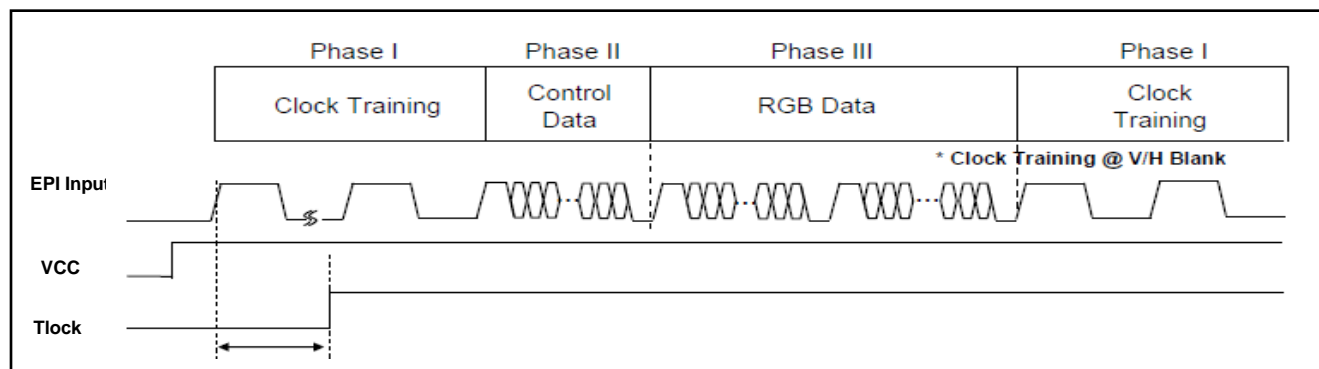 Phase I Phase II Phase III Phase I
Clock Training
Control
Data
RGB Data
Clock
Training
* Clock Training @ V/H Blank
EPI Input
VCC
Tlock